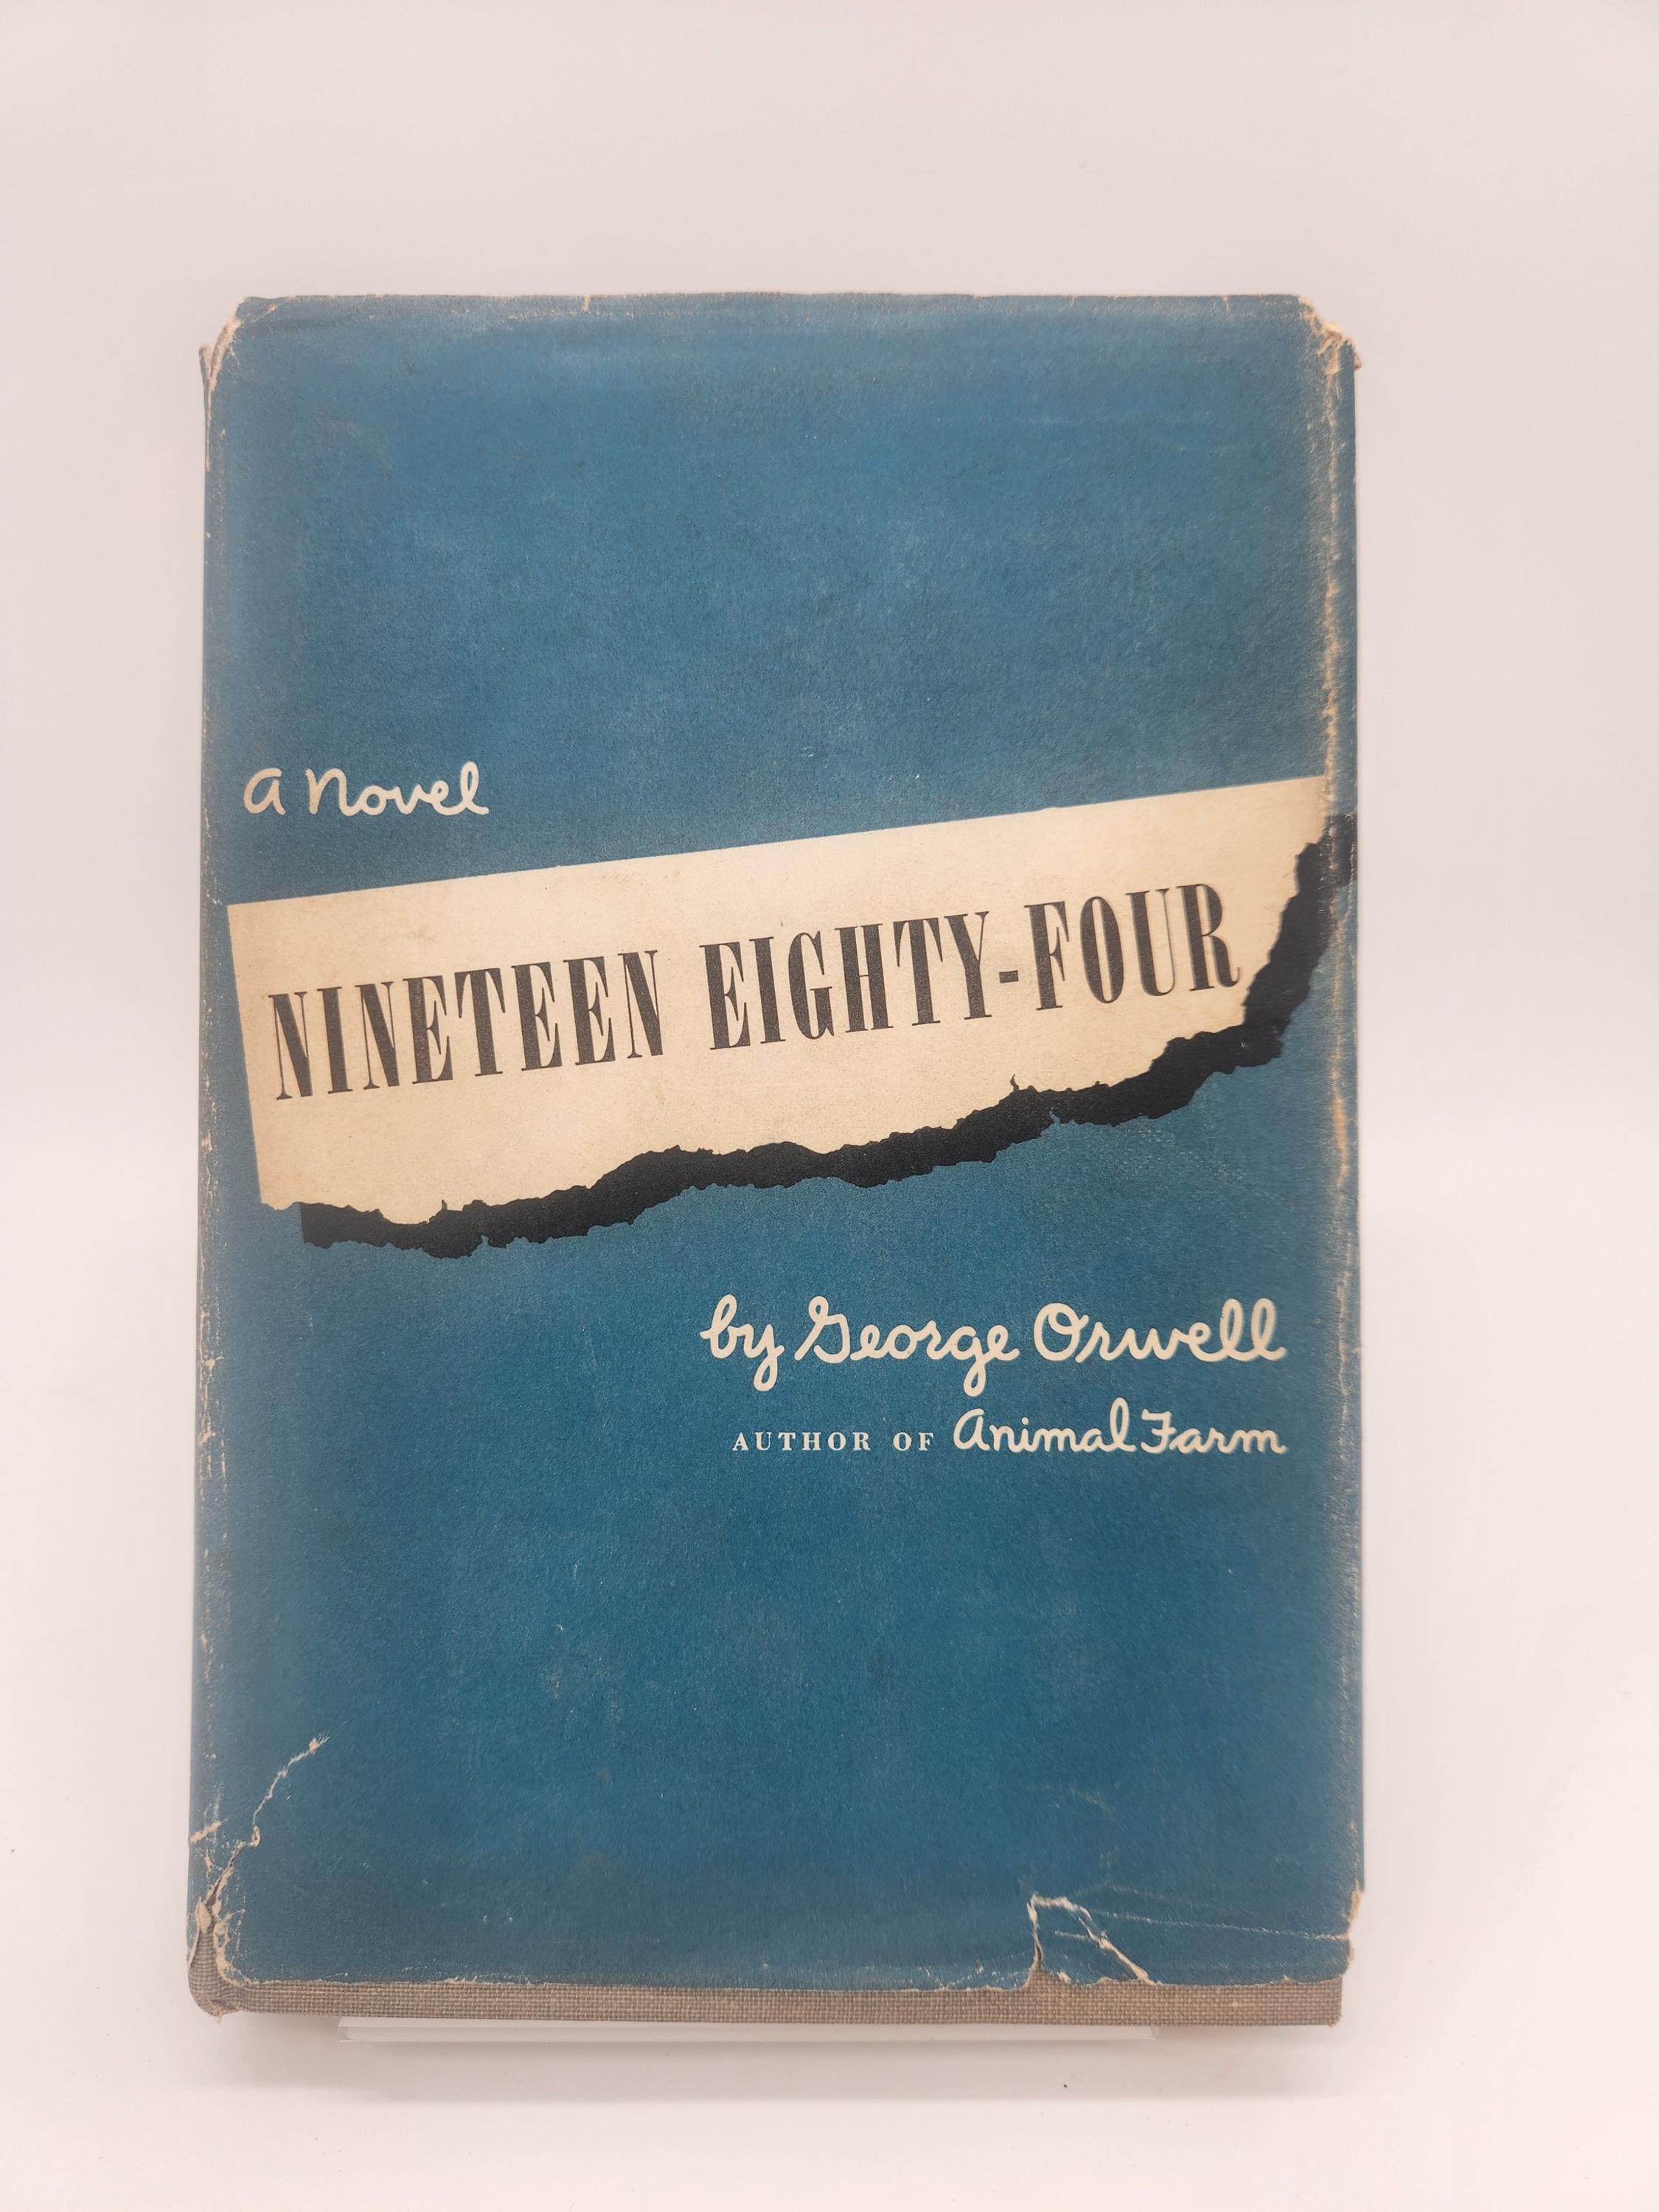 a Novel
NINETEEN EIGHTY-FOUR
by George Orwell
AUTHOR OF Animal Farm